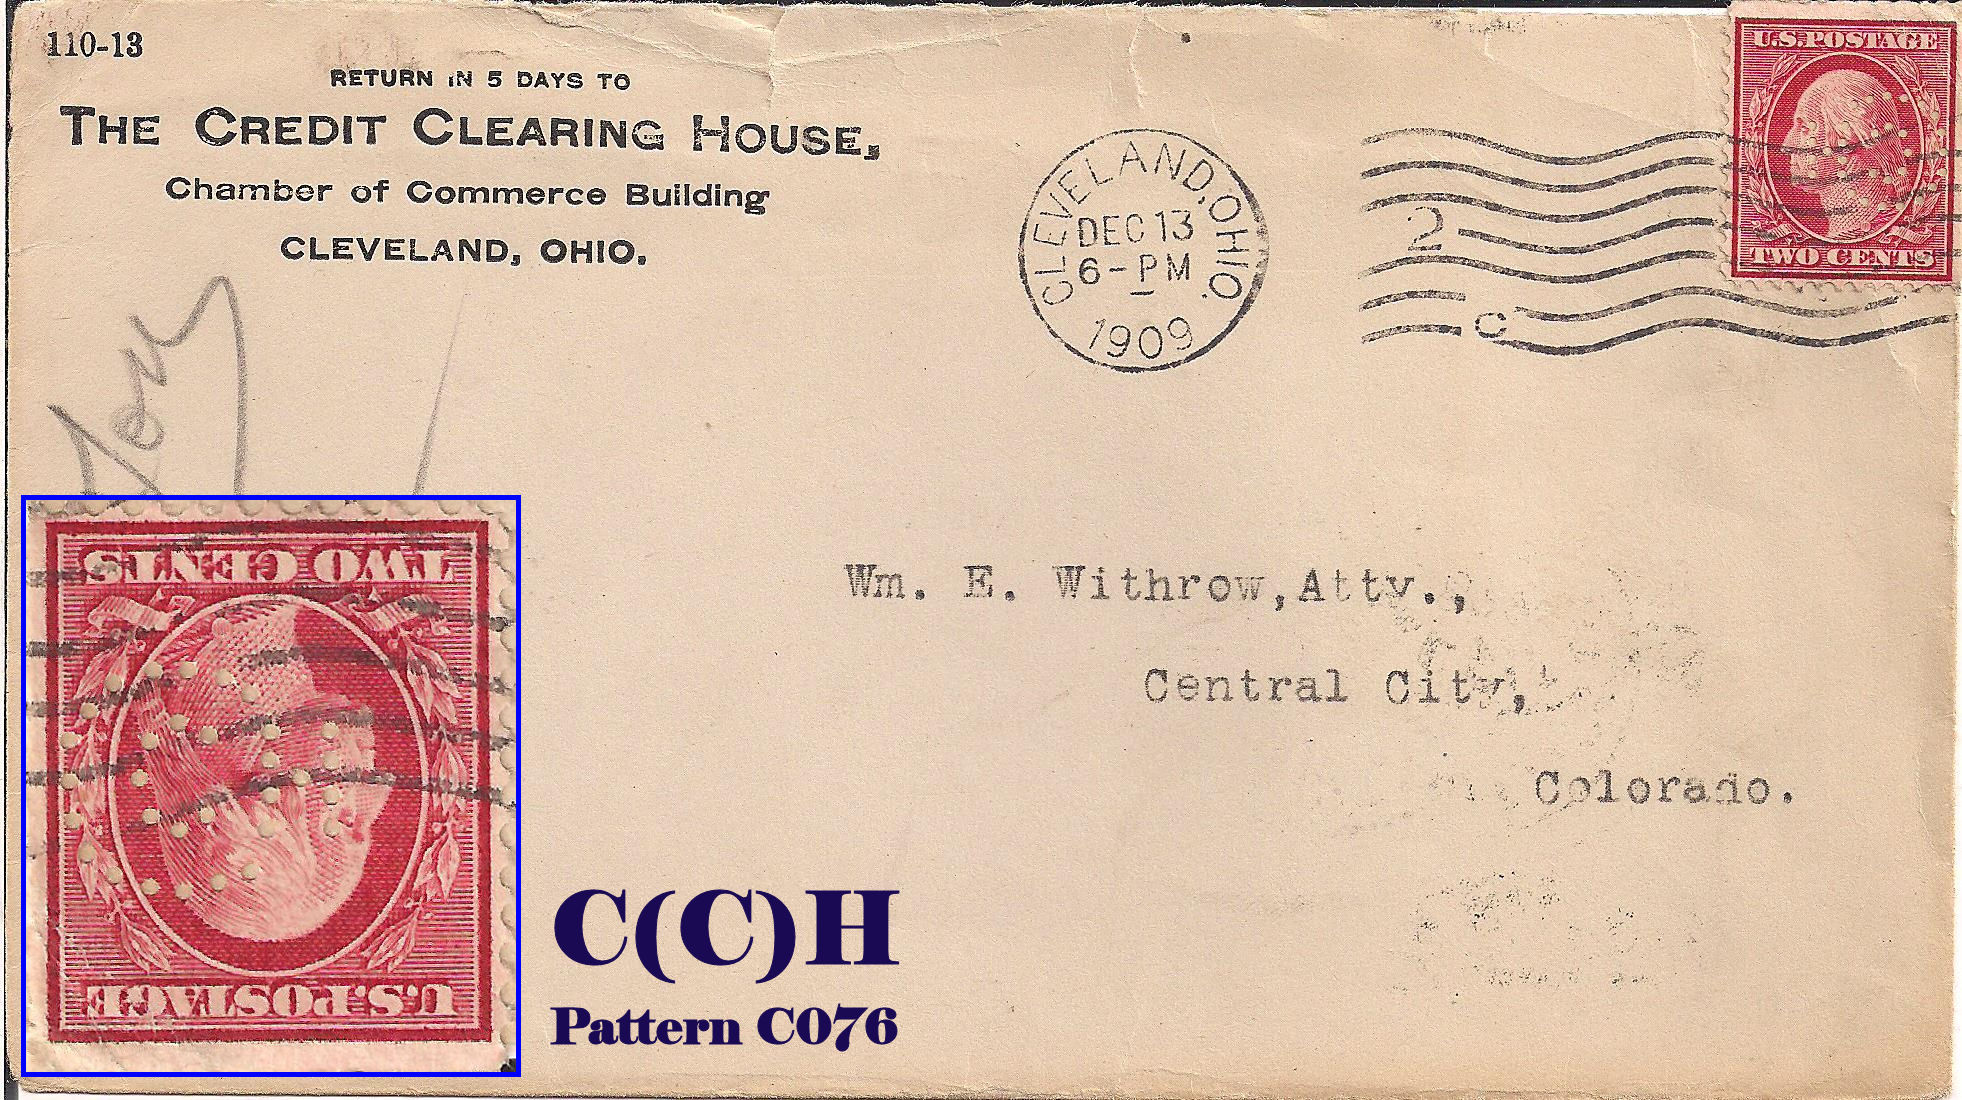 110-13
RETURN IN 5 DAYS TO
THE CREDIT CLEARING HOUSE,
Chamber of Commerce Building
CLEVELAND, OHIO.
CLEVELAND, OHIO.
DEC 13
6-PM
1909
2
C
U.S. POSTAGE
TWO CENTS
Wm. E. Withrow, Atty.,
Central City,
Colorado.
TWO CENTS
U.S. POSTAGE
C(C)H
Pattern C076